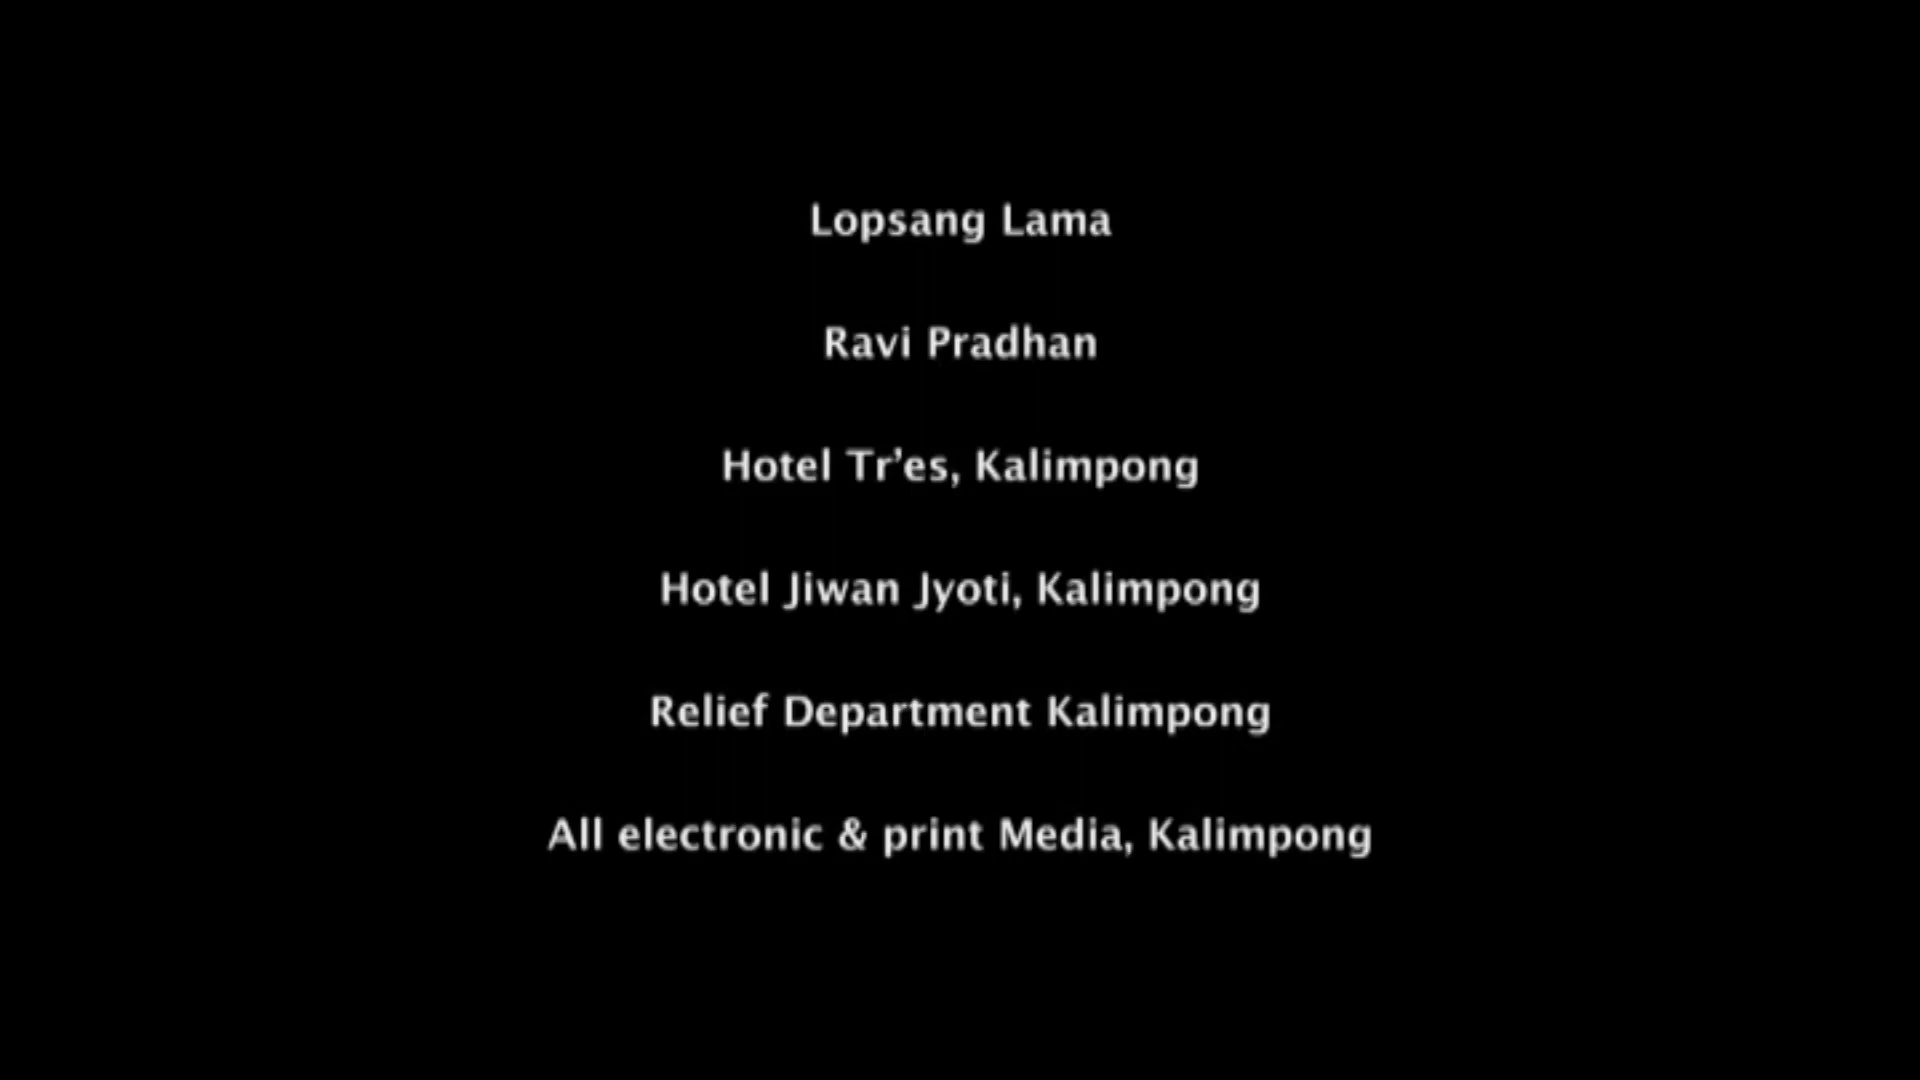 Lopsang Lama
Ravi Pradhan
Hotel Tr’es, Kalimpong
Hotel Jiwan Jyoti, Kalimpong
Relief Department Kalimpong
All electronic & print Media, Kalimpong